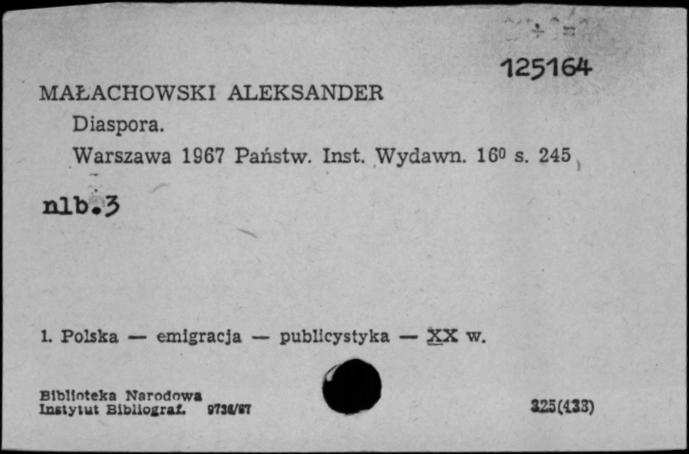 125164
MAŁACHOWSKI ALEKSANDER
Diaspora.
Warszawa 1967 Państw. Inst. Wydawn. 16⁰ s. 245,
nlb.3
1. Polska — emigracja — publicystyka — XX w.
Biblioteka Narodowa
Instytut Bibliograf. 9736/67
325(433)